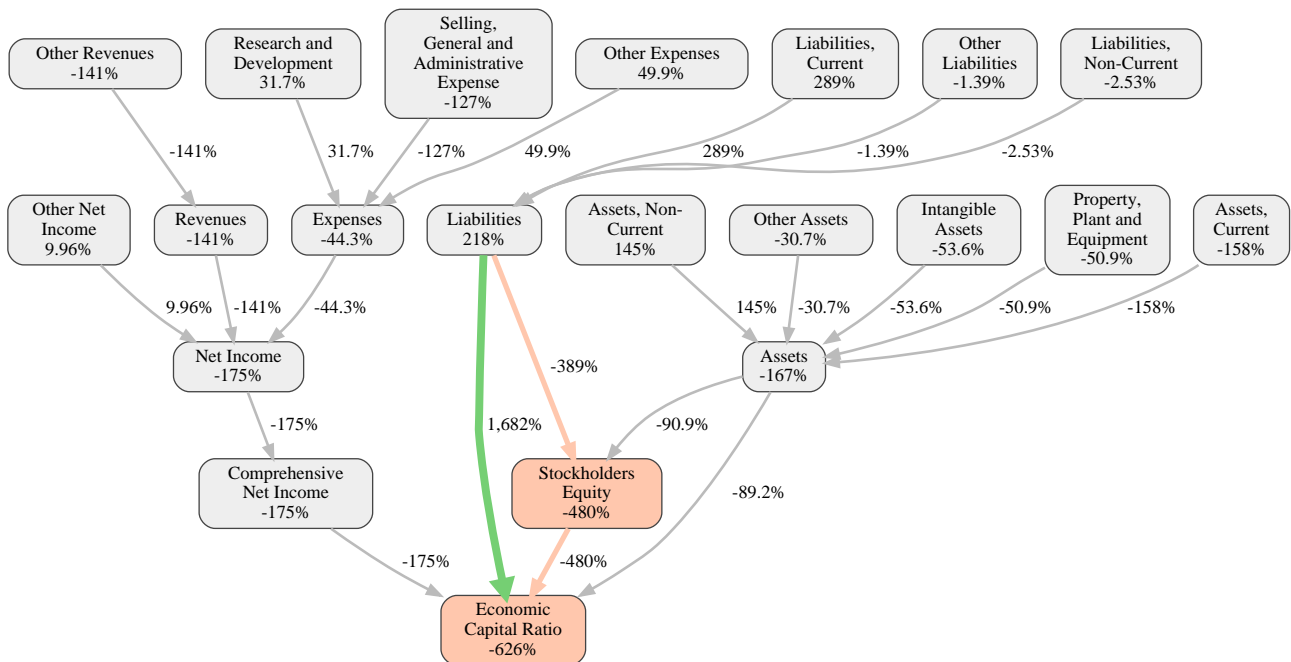 Other Revenues
-141%
Research and
Development
31.7%
Selling,
General and
Administrative
Expense
-127%
Other Expenses
49.9%
Liabilities,
Current
289%
Other
Liabilities
-1.39%
Liabilities,
Non-Current
-2.53%
-141%
31.7%
-127%
49.9%
289%
-1.39%
-2.53%
Other Net
Income
9.96%
Revenues
-141%
Expenses
-44.3%
Liabilities
218%
Assets, Non-
Current
145%
Other Assets
-30.7%
Intangible
Assets
-53.6%
Property,
Plant and
Equipment
-50.9%
Assets,
Current
-158%
9.96%
-141%
-44.3%
-389%
145%
-30.7%
-53.6%
-50.9%
-158%
Net Income
-175%
Assets
-167%
-175%
1,682%
-90.9%
-89.2%
Comprehensive
Net Income
-175%
Stockholders
Equity
-480%
-175%
-480%
Economic
Capital Ratio
-626%